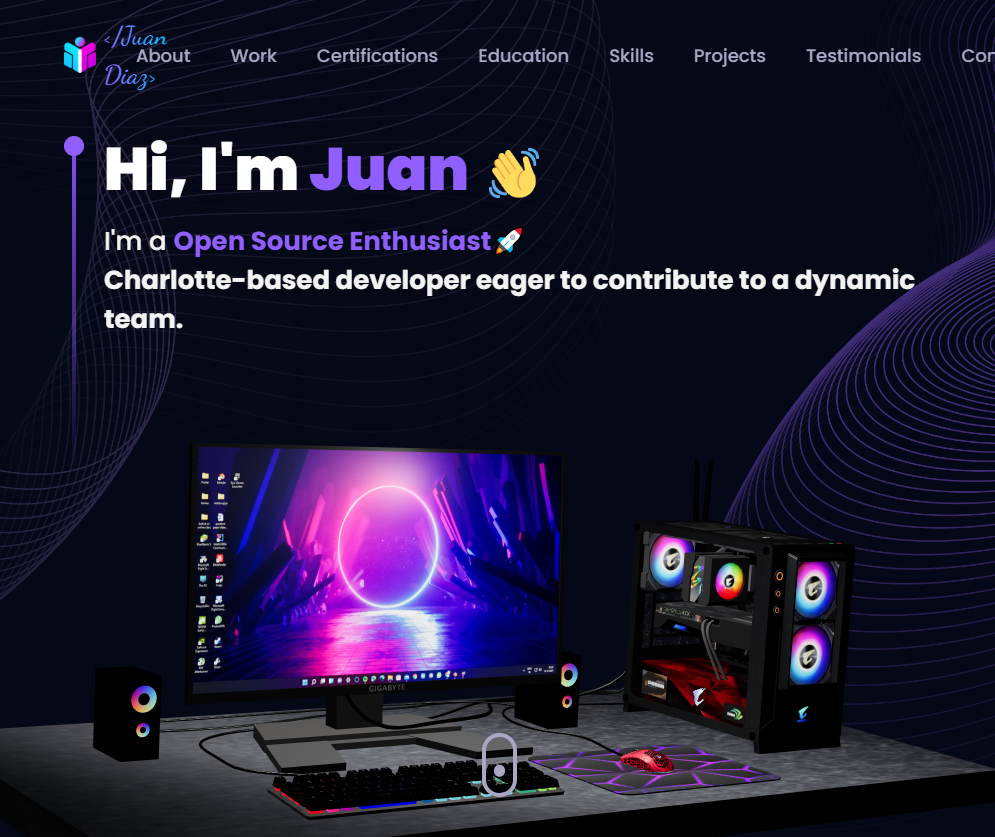 </Juan
Diaz>
About Work Certifications Education Skills Projects Testimonials
Hi, I'm Juan 👋
I'm a Open Source Enthusiast 🚀
Charlotte-based developer eager to contribute to a dynamic
team.
GIGABYTE